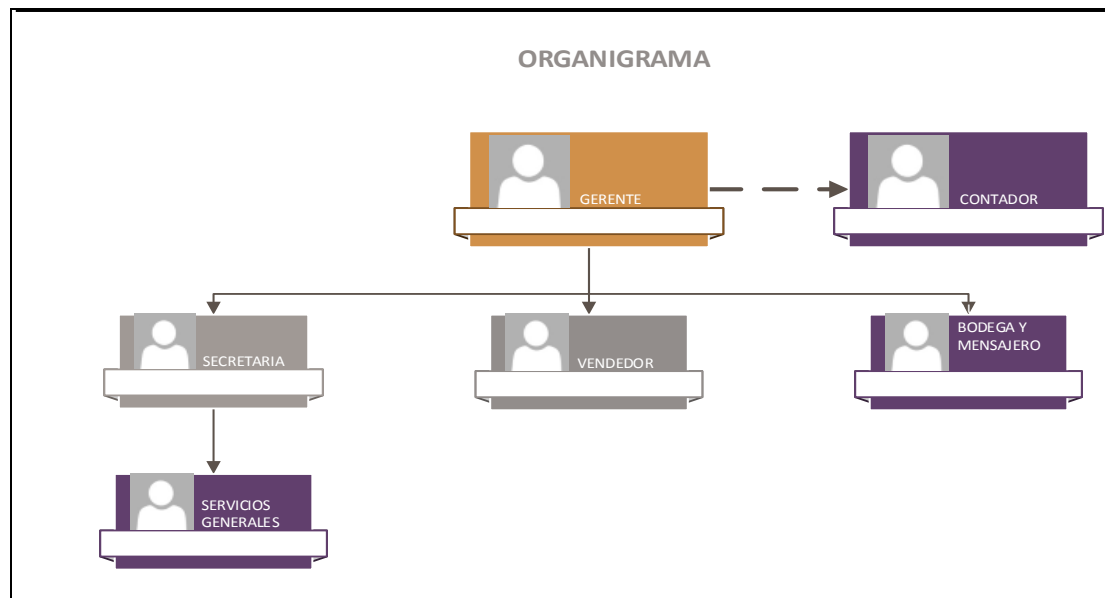 ORGANIGRAMA
GERENTE
CONTADOR
SECRETARIA
VENDEDOR
BODEGA Y
MENSAJERO
SERVICIOS
GENERALES